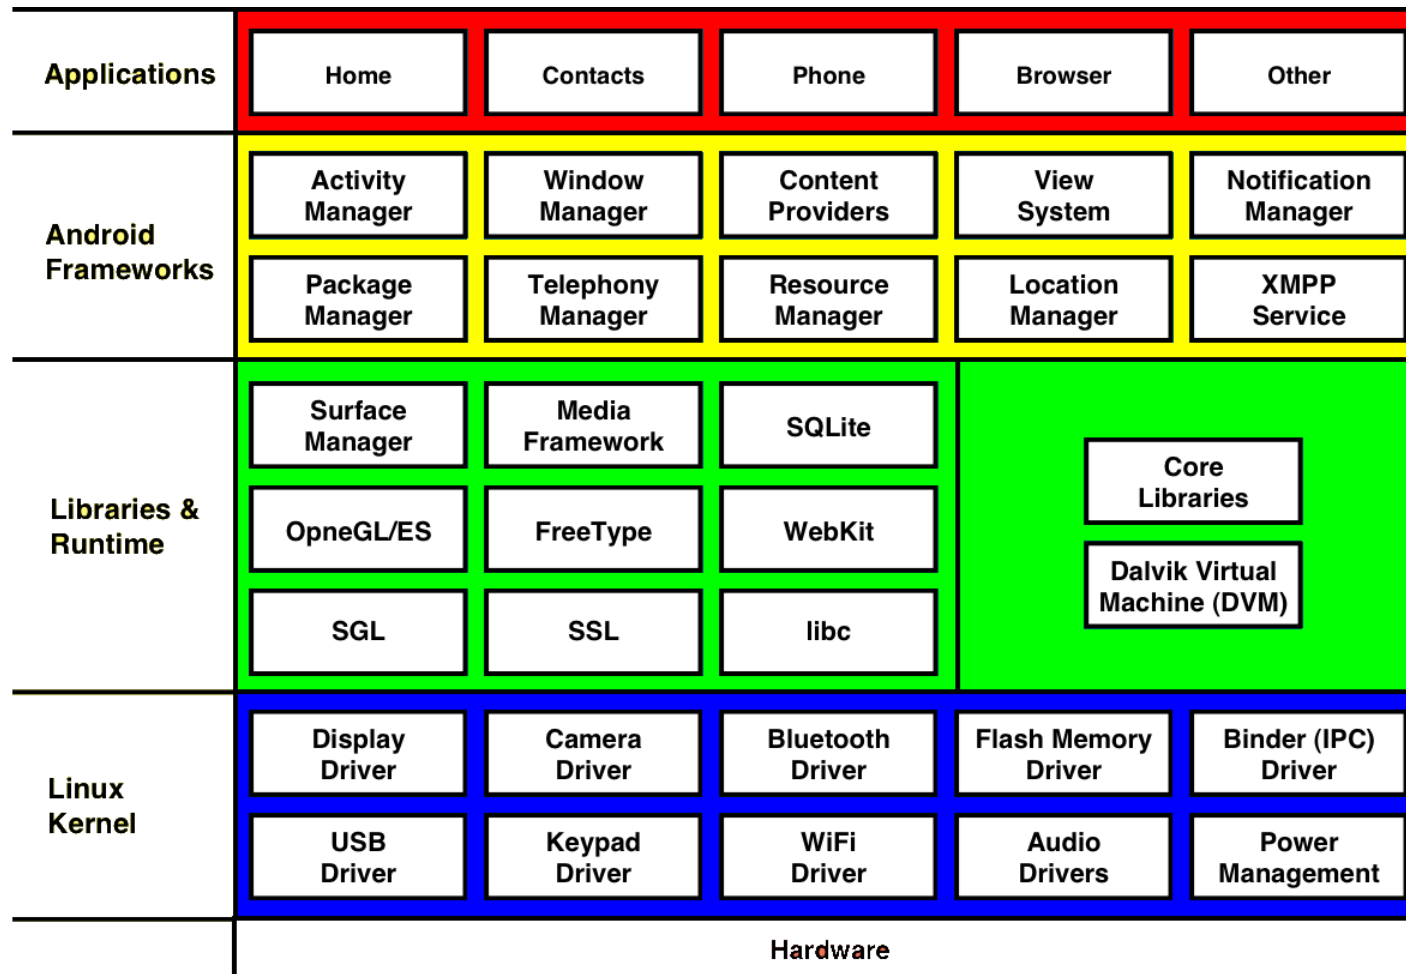 Applications
Home
Contacts
Phone
Browser
Other
Android
Frameworks
Activity
Manager
Window
Manager
Content
Providers
View
System
Notification
Manager
Package
Manager
Telephony
Manager
Resource
Manager
Location
Manager
XMPP
Service
Libraries &
Runtime
Surface
Manager
Media
Framework
SQLite
OpneGL/ES
FreeType
WebKit
SGL
SSL
libc
Core
Libraries
Dalvik Virtual
Machine (DVM)
Linux
Kernel
Display
Driver
Camera
Driver
Bluetooth
Driver
Flash Memory
Driver
Binder (IPC)
Driver
USB
Driver
Keypad
Driver
WiFi
Driver
Audio
Drivers
Power
Management
Hardware